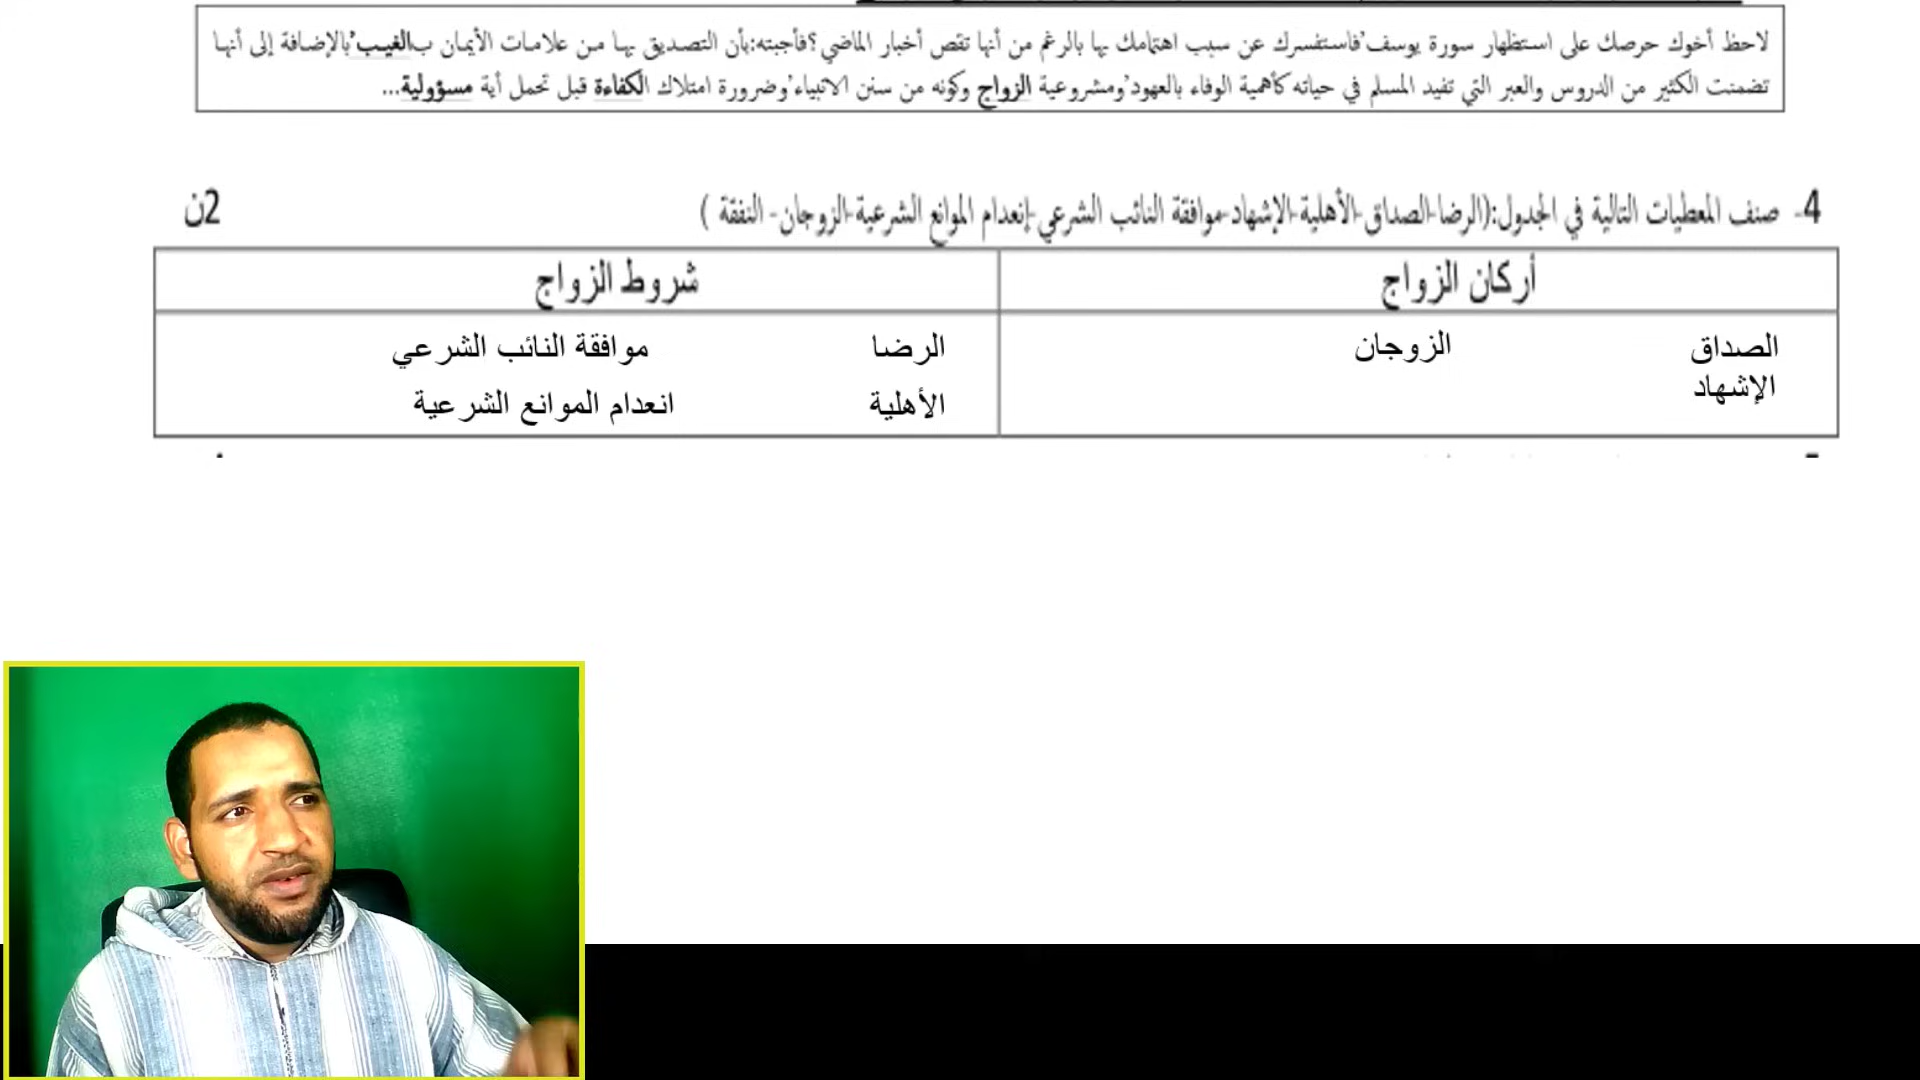 لاحظ أخوك حرصك على استظهار سورة يوسف'فاستفسرك عن سبب اهتمامك بها بالرغم من أنها تقص أخبار الماضي؟فأجبته:بأن التصديق بها من علامات الأيمان بالغيب'بالإضافة إلى أنها
تضمنت الكثير من الدروس والعبر التي تفيد المسلم في حياته كأهمية الوفاء بالعهود'ومشروعية الزواج وكونه من سنن الانبياء'وضرورة امتلاك الكفاءة قبل تحمل أية مسؤولية...
4- صنف المعطيات التالية في الجدول:(الرضا-الصداق-الأهلية-الإشهاد-موافقة النائب الشرعي-إنعدام الموانع الشرعية-الزوجان- النفقة ) 2ن
أركان الزواج شروط الزواج
الصداق الزوجان الرضا موافقة النائب الشرعي
الإشهاد الأهلية انعدام الموانع الشرعية